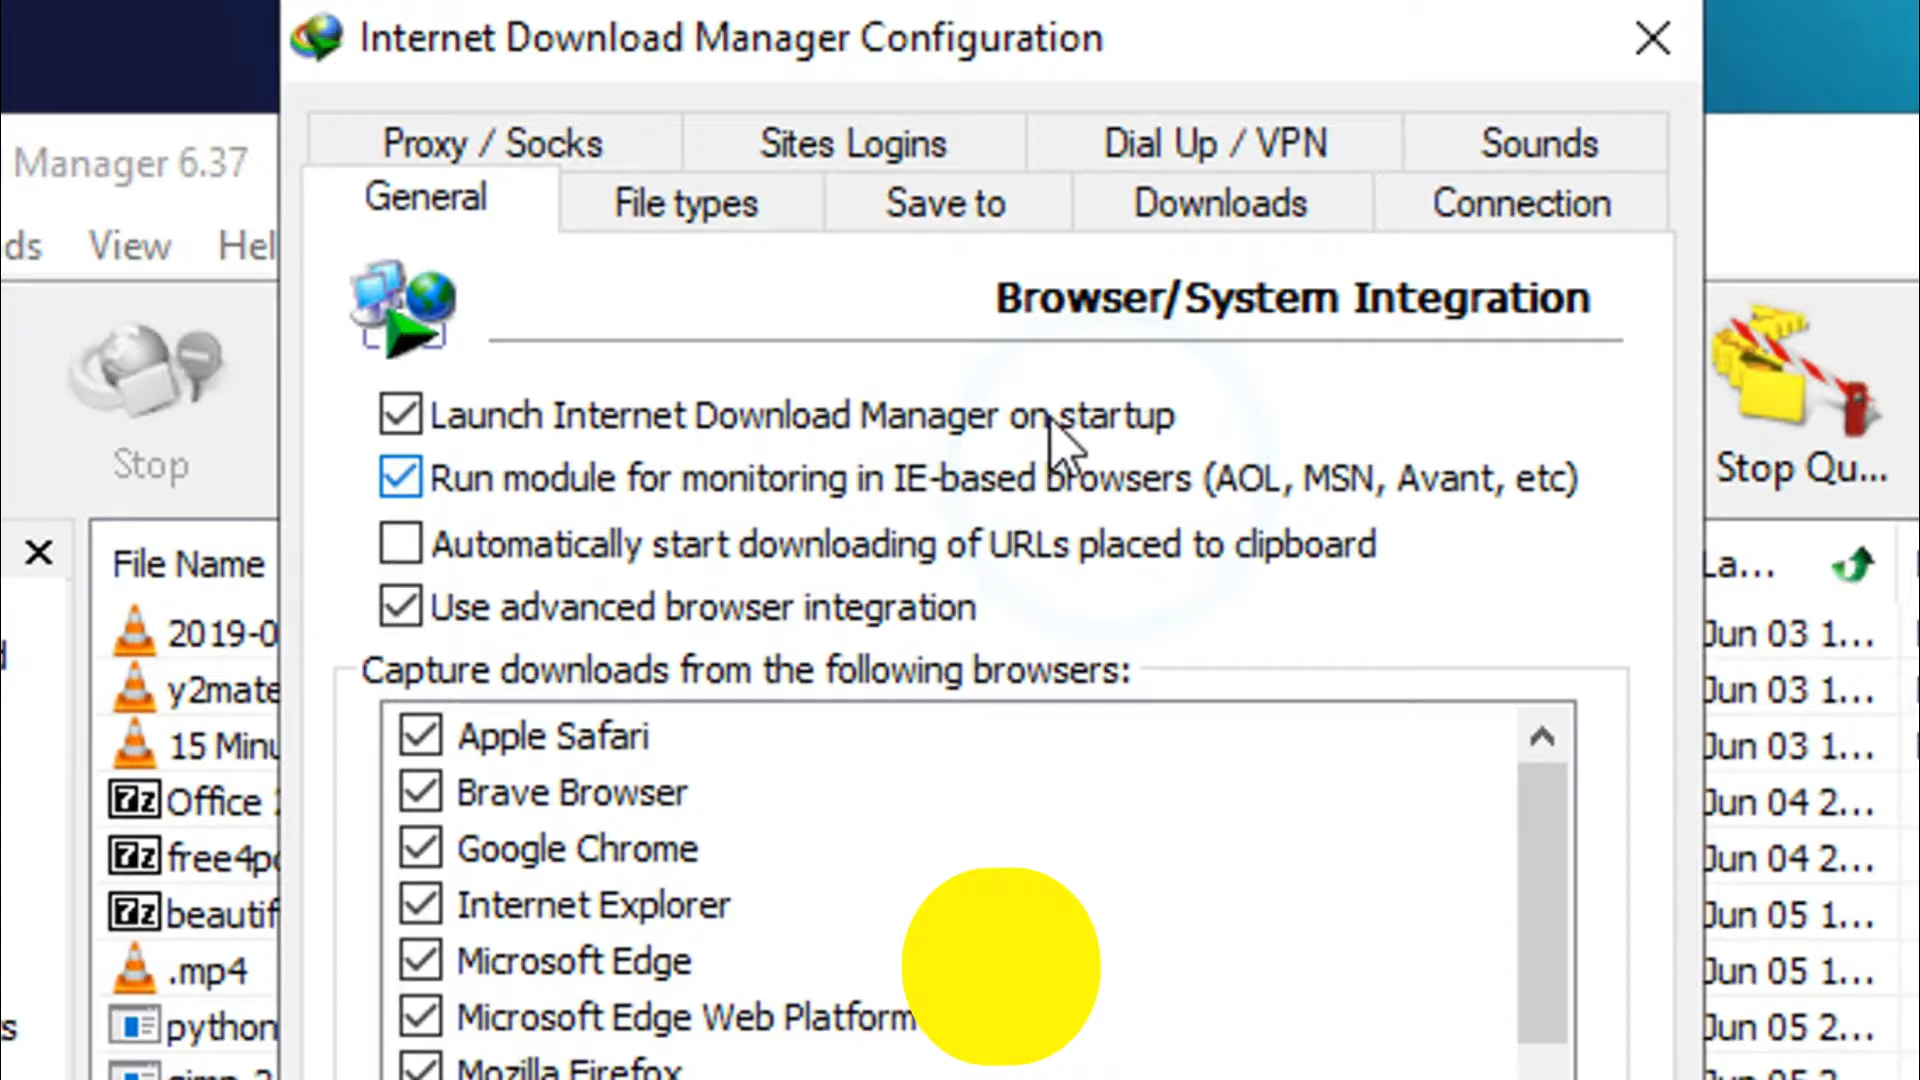 Internet Download Manager Configuration
Manager 6.37
ds View Hel
Proxy / Socks Sites Logins Dial Up / VPN Sounds
General File types Save to Downloads Connection
Browser/System Integration
Launch Internet Download Manager on startup
Run module for monitoring in IE-based browsers (AOL, MSN, Avant, etc)
Automatically start downloading of URLs placed to clipboard
Use advanced browser integration
Capture downloads from the following browsers:
Apple Safari
Brave Browser
Google Chrome
Internet Explorer
Microsoft Edge
Microsoft Edge Web Platform
Mozilla Firefox
Stop
Stop Qu...
File Name
2019-0
y2mate
15 Minu
Office
free4pc
beautif
.mp4
python
s
La...
Jun 03 1...
Jun 03 1...
Jun 03 1...
Jun 04 2...
Jun 04 2...
Jun 05 1...
Jun 05 1...
Jun 05 2...